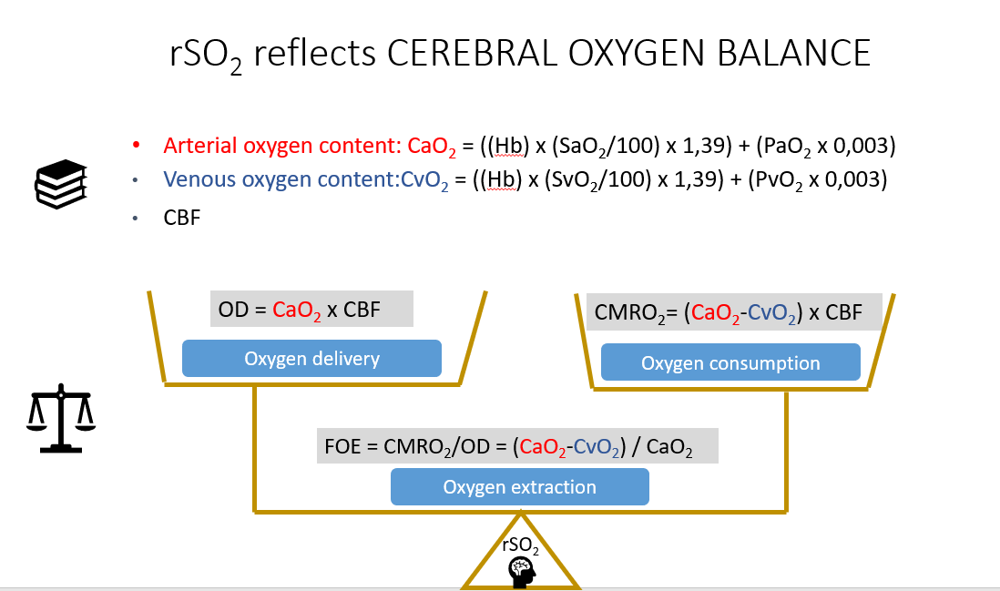 rSO₂ reflects CEREBRAL OXYGEN BALANCE
• Arterial oxygen content: CaO₂ = ((Hb) x (SaO₂/100) x 1,39) + (PaO₂ x 0,003)
• Venous oxygen content:CvO₂ = ((Hb) x (SvO₂/100) x 1,39) + (PvO₂ x 0,003)
• CBF
OD = CaO₂ x CBF
Oxygen delivery
CMRO₂= (CaO₂-CvO₂) x CBF
Oxygen consumption
FOE = CMRO₂/OD = (CaO₂-CvO₂) / CaO₂
Oxygen extraction
rSO₂